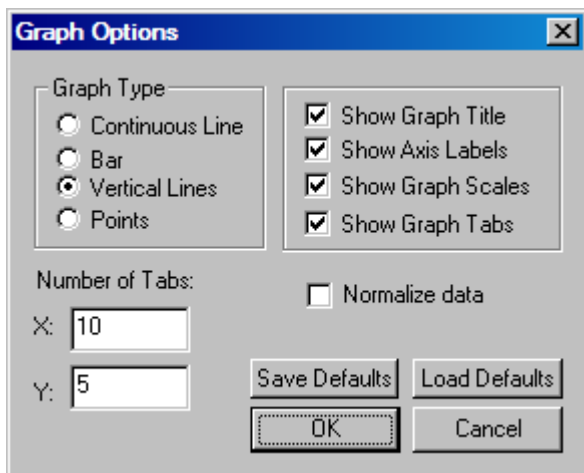 Graph Options
Graph Type
Continuous Line
Bar
Vertical Lines
Points
Show Graph Title
Show Axis Labels
Show Graph Scales
Show Graph Tabs
Number of Tabs:
X: 10
Y: 5
Normalize data
Save Defaults
Load Defaults
OK
Cancel